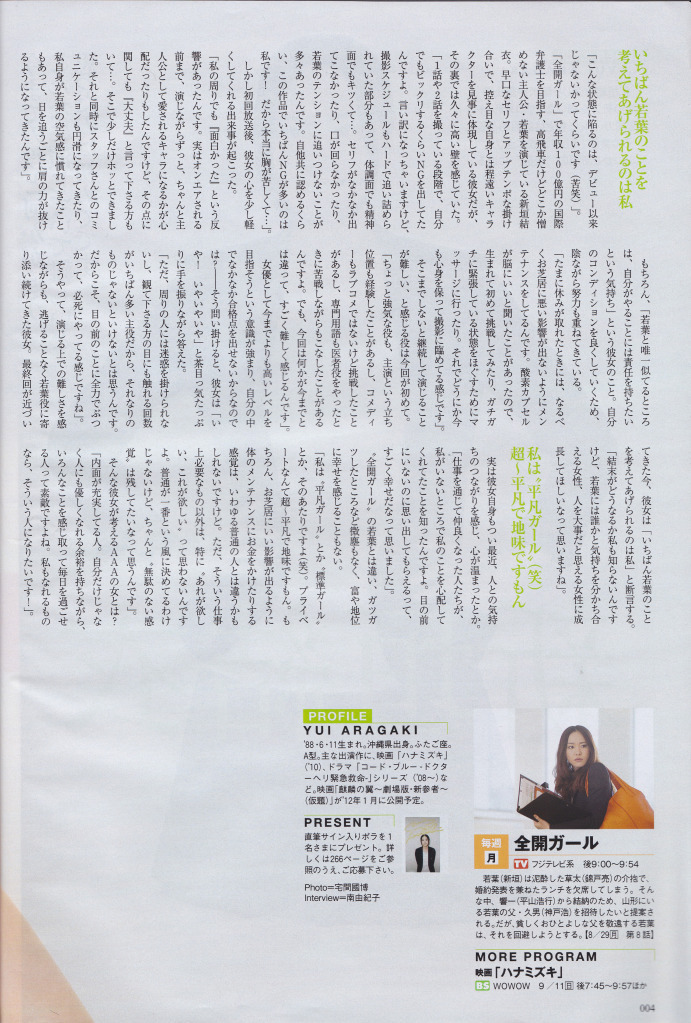 いちばん若葉のことを
考えてあげられるのは私
「こんな状態に陥るのは、デビュー以来
じゃないかってくらいです(苦笑)。
『全開ガール』で年収100億円の国際
弁護士を目指す、高飛車だけどどこか憎
めない主人公・若葉を演じている新垣結
衣。早口なセリフとアップテンポな掛け
合いで、控え目な自身とは程遠いキャラ
クターを見事に体現している彼女だが、
その裏では久々に高い壁を感じていた。
「1話や2話を撮っている段階で、自分
でもビックリするくらいNGを出してた
んですよ。言い訳になっちゃいますけど、
撮影スケジュールもハードで追い詰めら
れていた部分もあって、体調面でも精神
面でもキツくて…。セリフがなかなか出
てこなかったり、口が回らなかったり、
若葉のテンションに追いつけないことが
多々あったんです。自他共に認めるくら
い、この作品でいちばんNGが多いのは
私です! だから本当に胸が苦しくて…」。
しかし初回放送後、彼女の心を少し軽
くしてくれる出来事が起こった。
「私の周りでも『面白かった』という反
響があったんです。実はオンエアされる
前まで、演じながらずっと、ちゃんと主
人公として愛されるキャラになるかが心
配だったりもしたんですけど、その点に
関しても『大丈夫』と言って下さる方も
いて…。そこで少しだけホッとできまし
た。それと同時にスタッフさんとのコミ
ュニケーションも円滑になってきたり、
私自身が若葉の空気感に慣れてきたこと
もあって、日を追うごとに肩の力が抜け
るようになってきたんです」。
もちろん、「若葉と唯一似てるところ
は、自分がやることには責任を持ちたい
という気持ち」という彼女のこと。自分
のコンディションを良くしていくため、
陰ながら努力も重ねてきている。
「たまに休みが取れたときには、なるべ
くお芝居に悪い影響が出ないようにメン
テナンスをしてるんです。酸素カプセル
が脳にいいと聞いたことがあったので、
生まれて初めて挑戦してみたり、ガチガ
チに緊張している状態をほぐすためにマ
ッサージに行ったり。それでどうにか今
も心身を保って撮影に臨めてる感じです」。
そこまでしないと継続して演じること
が難しい、と感じる役は今回が初めて。
「ちょっと強気な役も、主演という立ち
位置も経験したことがあるし、コメディ
ーもラブコメではないけど挑戦したこと
があるし、専門用語も医者役をやったと
きに苦戦しながらもこなしたことがある
んですよ。でも、今回は何かが今までと
は違って、すごく難しく感じるんです」。
女優として今までよりも高いレベルを
目指そうという意識が強まり、自分の中
でなかなか合格点を出せないからなので
は?──そう問い掛けると、彼女は「い
や〜! いやいやいや」と茶目っ気たっぷ
りに手を振りながら答えた。
「ただ、周りの人には迷惑を掛けられな
いし、観て下さる方の目にも触れる回数
がいちばん多い主役だから、それなりの
ものじゃないといけないとは思うんです。
だからこそ、目の前のことに全力でぶつ
かって、必死にやってる感じですね」。
そうやって、演じる上での難しさを感
じながらも、逃げることなく若葉役に寄
り添い続けてきた彼女。最終回が近づい
てきた今、彼女は「いちばん若葉のこと
を考えてあげられるのは私」と断言する。
「結末がどうなるか私も知らないんです
けど、若葉には誰かと気持ちを分かち合
える女性、人を大事だと思える女性に成
長してほしいなって思いますね」。
私は〝平凡ガール〟(笑)
超〜平凡で地味ですもん
実は彼女自身もつい最近、人との気持
ちのつながりを感じ、心が温まったとか。
「仕事を通じて仲良くなった人たちが、
私がいないところで私のことを心配して
くれてたことを知ったんですよ。目の前
にいないのに思い出してもらえるって、
すごく幸せだなって思いました」。
〝全開ガール〟の若葉とは違い、ガツガ
ツしたところなど微塵もなく、富や地位
に幸せを感じることもない。
「私は〝平凡ガール〟とか〝標準ガール〟
とか、そのあたりですよ(笑)。プライベ
ートなんて超〜平凡で地味ですもん。も
ちろん、お芝居にいい影響が出るように
体のメンテナンスにお金をかけたりする
感覚は、いわゆる普通の人とは違うかも
しれないですけど。ただ、そういう仕事
上必要なもの以外は、特に〝あれが欲し
い、これが欲しい〟って思わないんです
よ。普通が一番という風に決めてるわけ
じゃないけど、ちゃんと〝無駄のない感
覚〟は残してたいなって思うんです」。
そんな彼女が考えるAAAの女とは?
「内面が充実してる人。自分だけじゃな
く人にも優しくなれる余裕を持ちながら、
いろんなことを感じ取って毎日を過ごせ
る人って素敵ですよね。私もなれるもの
なら、そういう人になりたいです!」。
PROFILE
YUI ARAGAKI
'88・6・11生まれ。沖縄県出身。ふたご座。
A型。主な出演作に、映画「ハナミズキ」
('10)、ドラマ「コード・ブルー -ドクタ
ーヘリ緊急救命-」シリーズ('08〜)な
ど。映画「麒麟の翼〜劇場版・新参者〜
(仮題)」が'12年1月に公開予定。
PRESENT
直筆サイン入りポラを1
名さまにプレゼント。詳
しくは266ページをご参
照のうえ、ご応募下さい。
Photo=宅間國博
Interview=南由紀子
毎週
月
全開ガール
TV フジテレビ系 後9:00〜9:54
若葉(新垣)は泥酔した草太(錦戸亮)の介抱で、
婚約発表を兼ねたランチを欠席してしまう。そん
な中、響一(平山浩行)から結納のため、山形にい
る若葉の父・久男(神戸浩)を招待したいと提案さ
れる。だが、貧しくおひとよしな父を敬遠する若葉
は、それを回避しようとする。【8/29月 第8話】
MORE PROGRAM
映画「ハナミズキ」
BS WOWOW 9/11日 後7:45〜9:57ほか
004